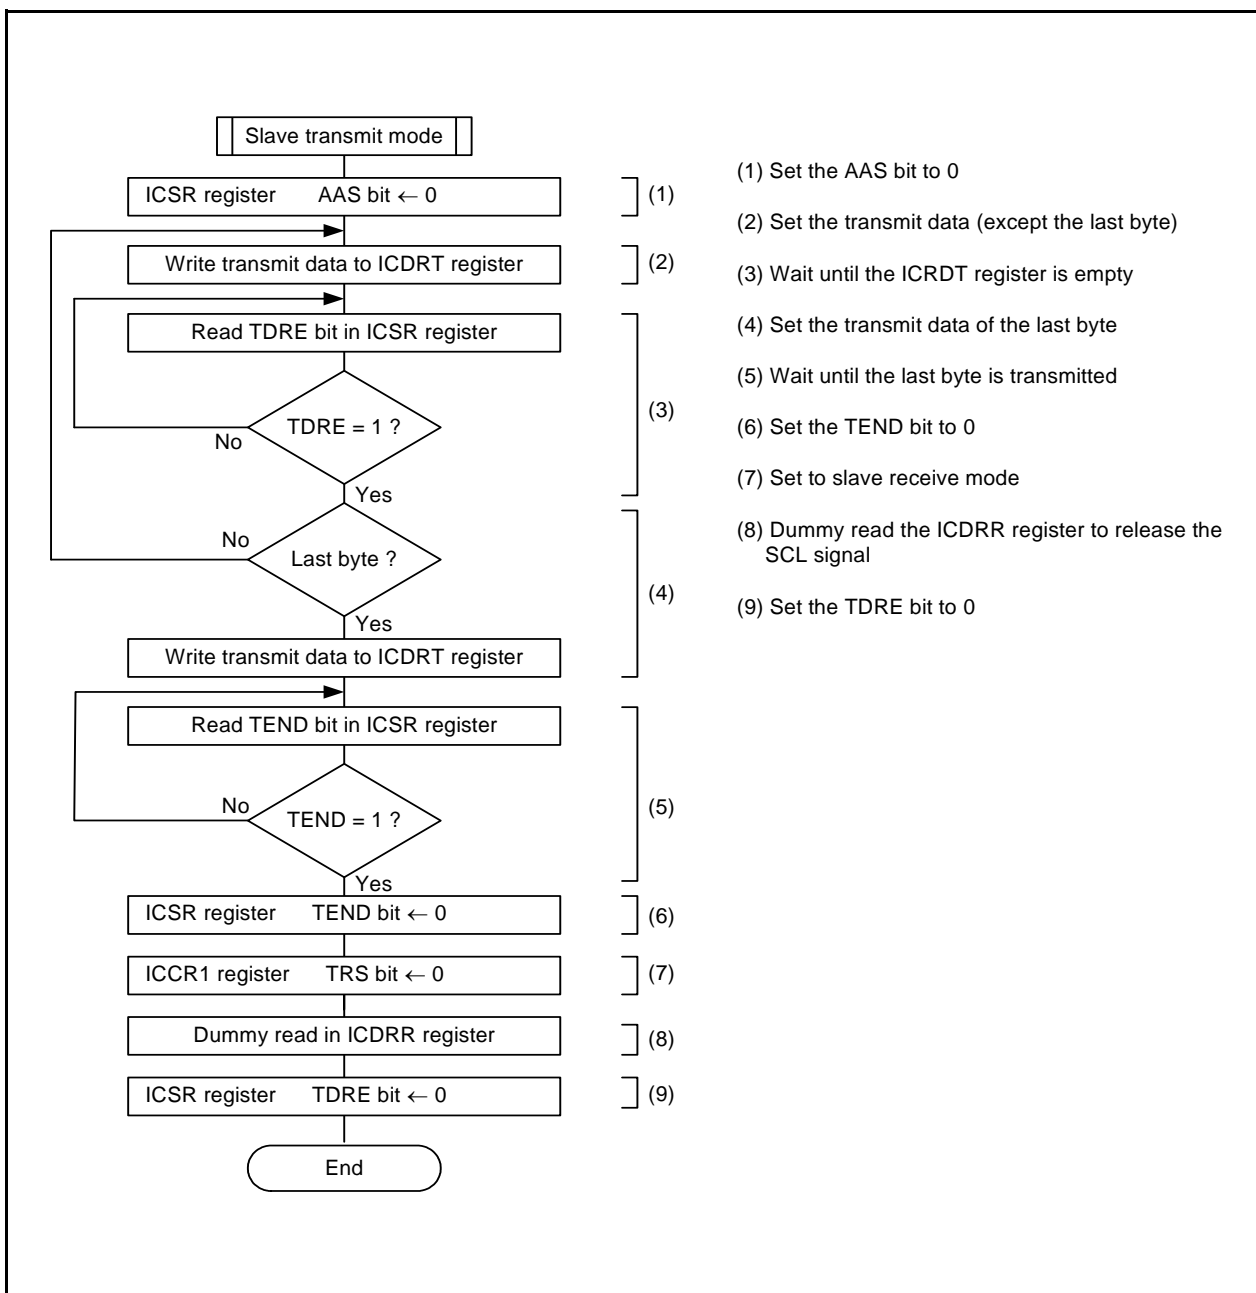 Slave transmit mode
ICSR register AAS bit ← 0
(1)
Write transmit data to ICDRT register
(2)
Read TDRE bit in ICSR register
TDRE = 1 ?
No
Yes
(3)
Last byte ?
No
Yes
Write transmit data to ICDRT register
(4)
Read TEND bit in ICSR register
TEND = 1 ?
No
Yes
(5)
ICSR register TEND bit ← 0
(6)
ICCR1 register TRS bit ← 0
(7)
Dummy read in ICDRR register
(8)
ICSR register TDRE bit ← 0
(9)
End
(1) Set the AAS bit to 0
(2) Set the transmit data (except the last byte)
(3) Wait until the ICRDT register is empty
(4) Set the transmit data of the last byte
(5) Wait until the last byte is transmitted
(6) Set the TEND bit to 0
(7) Set to slave receive mode
(8) Dummy read the ICDRR register to release the
SCL signal
(9) Set the TDRE bit to 0